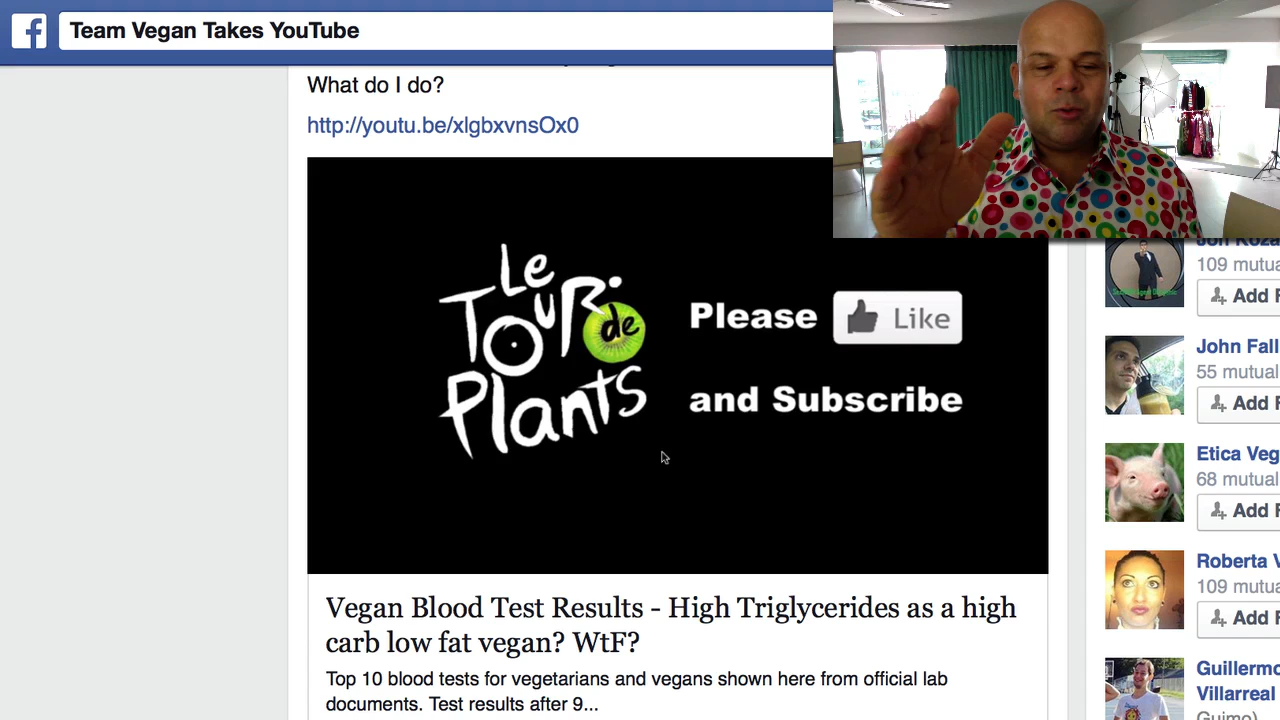 Team Vegan Takes YouTube
What do I do?
http://youtu.be/xlgbxvnsOx0
Le
Tour
de
Plants
Please Like
and Subscribe
Vegan Blood Test Results - High Triglycerides as a high
carb low fat vegan? WtF?
Top 10 blood tests for vegetarians and vegans shown here from official lab
documents. Test results after 9...
109 mutua
Add F
John Fall
55 mutual
Add F
Etica Veg
68 mutual
Add F
Roberta V
109 mutua
Add F
Guillermo
Villarreal